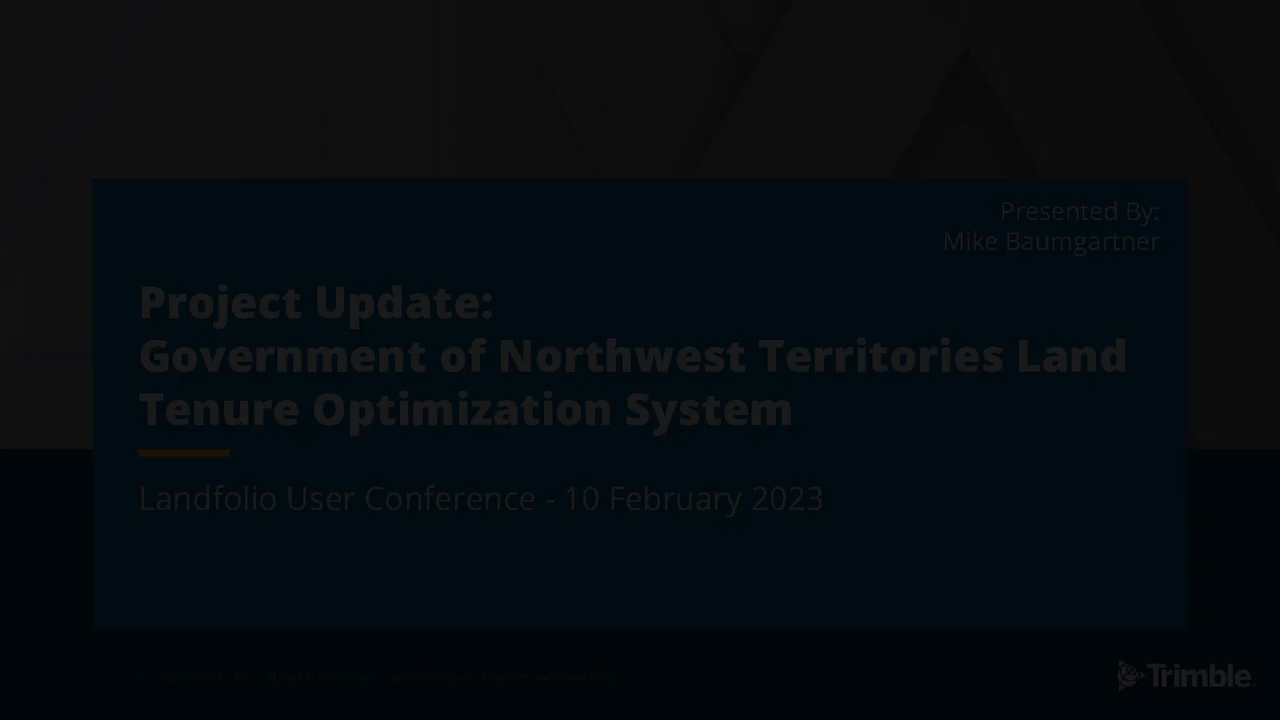 Presented By:
Mike Baumgartner
Project Update:
Government of Northwest Territories Land
Tenure Optimization System
Landfolio User Conference - 10 February 2023
Trimble